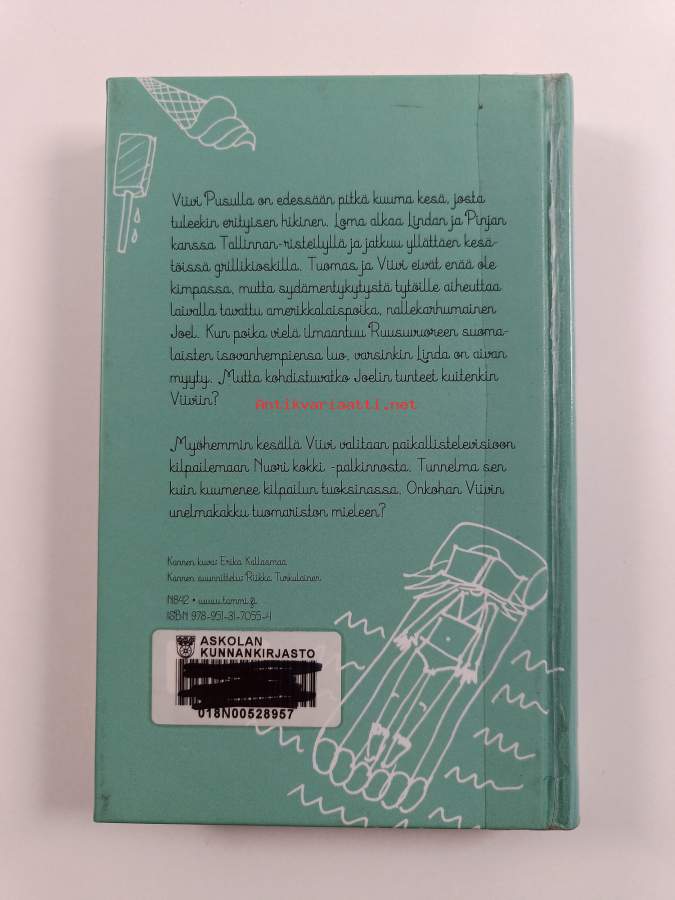 Viivi Pusulla on edessään pitkä kuuma kesä, josta
tuleekin erityisen hikinen. Loma alkaa Lindan ja Pinjan
kanssa Tallinnan-risteilyllä ja jatkuu yllättäen kesä-
töissä grillikioskilla. Tuomas ja Viivi eivät enää ole
kimpassa, mutta sydämentykytystä tytöille aiheuttaa
laivalla tavattu amerikkalaispoika, nallekarhumainen
Joel. Kun poika vielä ilmaantuu Ruusuvuoreen suoma-
laisten isovanhempiensa luo, varsinkin Linda on aivan
myyty. Mutta kohdistuvatko Joelin tunteet kuitenkin
Viiviin?
Antikvariaatti.net
Myöhemmin kesällä Viivi valitaan paikallistelevisioon
kilpailemaan Nuori kokki -palkinnosta. Tunnelma sen
kuin kuumenee kilpailun tuoksinassa. Onkohan Viivin
unelmakakku tuomariston mieleen?
Kannen kuva: Erika Kallasmaa
Kannen suunnittelu: Riikka Turkulainen
N842 • www.tammi.fi
ISBN 978-951-31-7055-4
ASKOLAN
KUNNANKIRJASTO
018N00528957